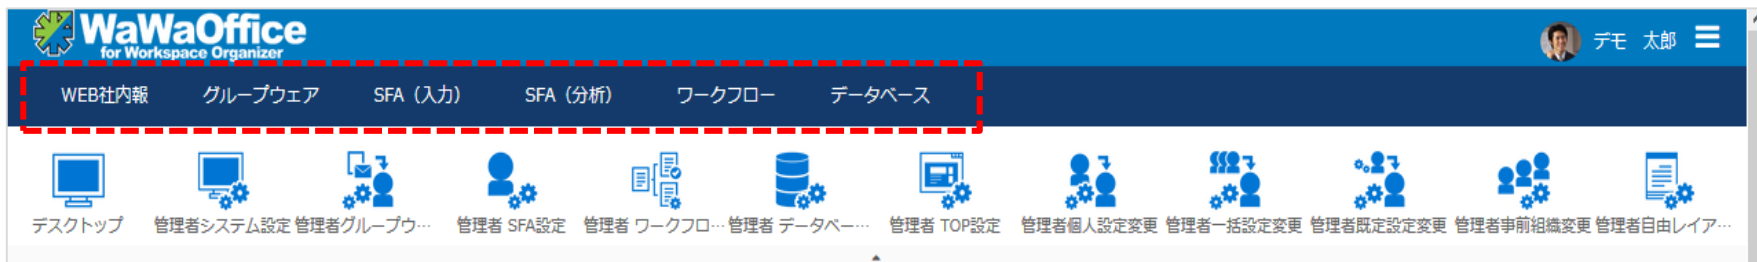 WaWaOffice
for Workspace Organizer
デモ 太郎
WEB社内報 グループウェア SFA（入力） SFA（分析） ワークフロー データベース
デスクトップ 管理者システム設定 管理者グループウ… 管理者 SFA設定 管理者 ワークフロ… 管理者 データベー… 管理者 TOP設定 管理者個人設定変更 管理者一括設定変更 管理者既定設定変更 管理者事前組織変更 管理者自由レイア…